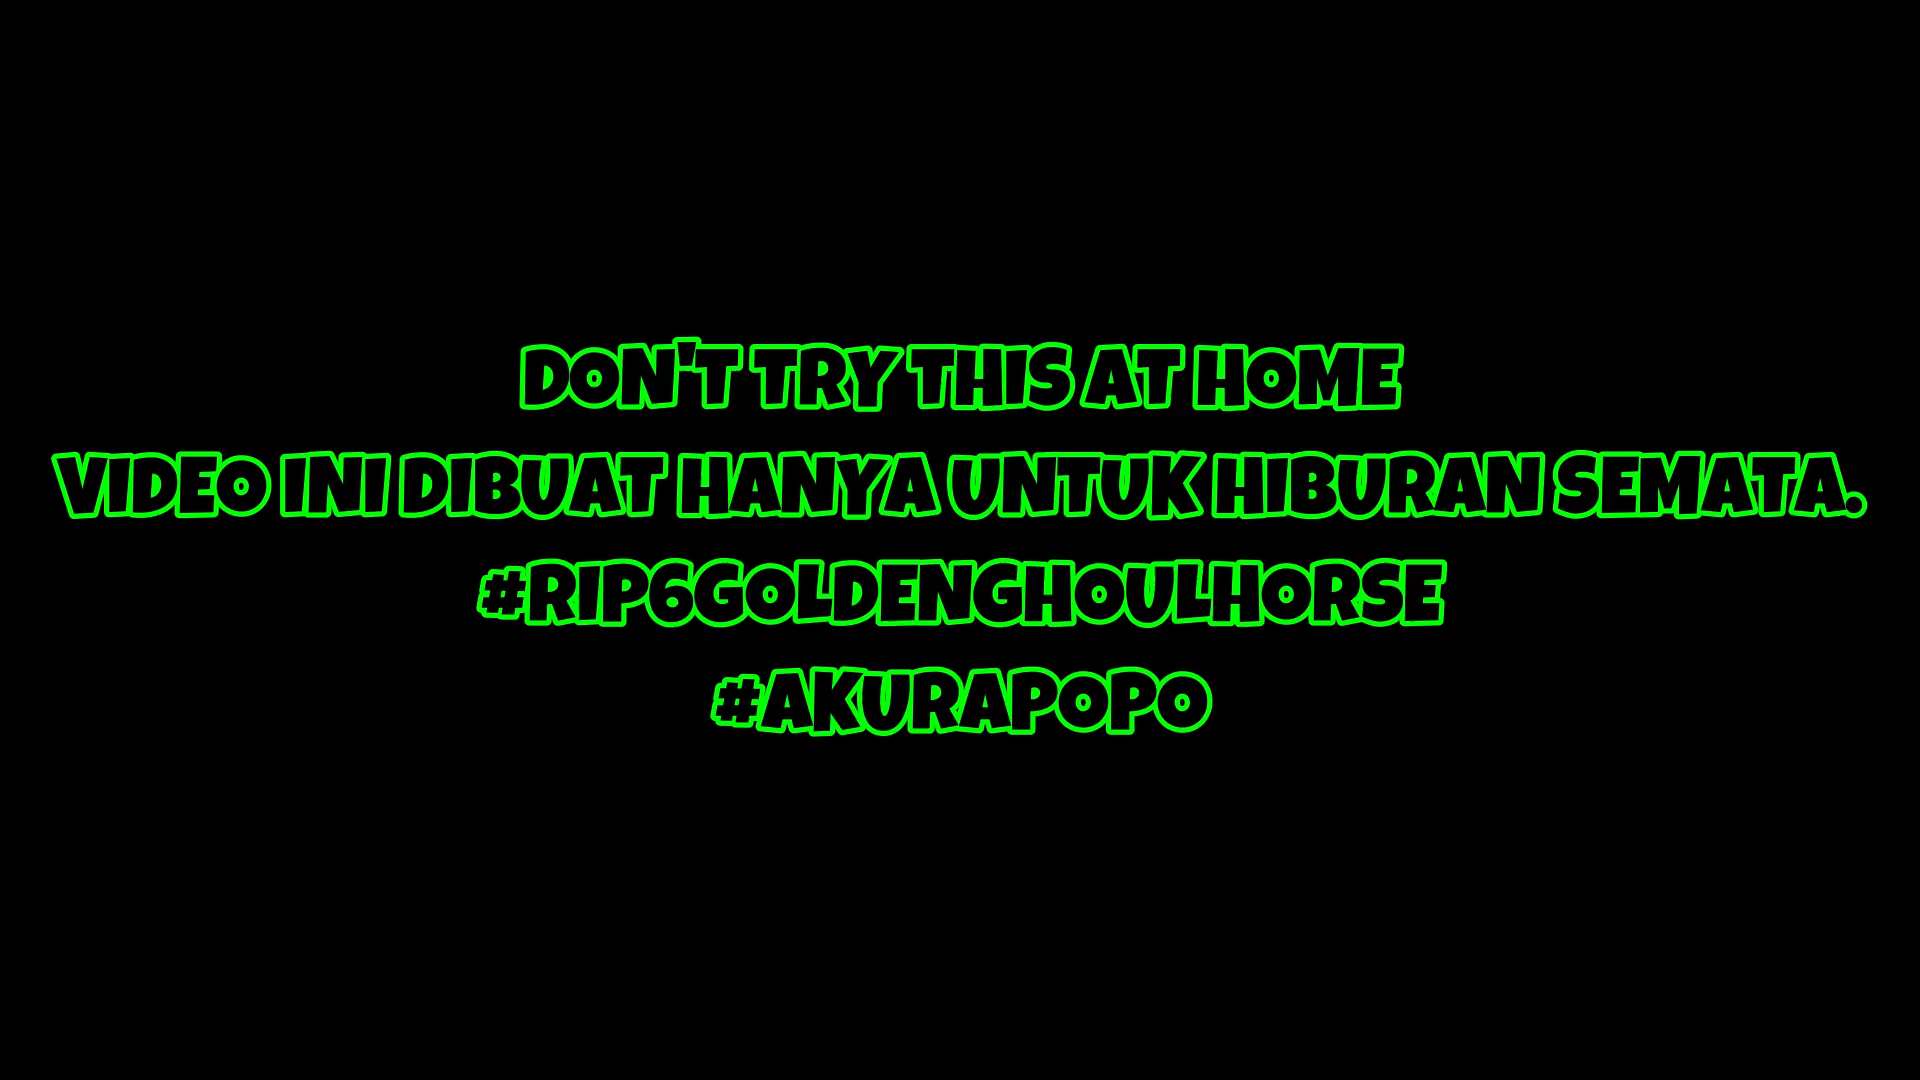 DON'T TRY THIS AT HOME
VIDEO INI DIBUAT HANYA UNTUK HIBURAN SEMATA.
#RIP6GOLDENGHOULHORSE
#AKURAPOPO